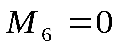 M₆ = 0